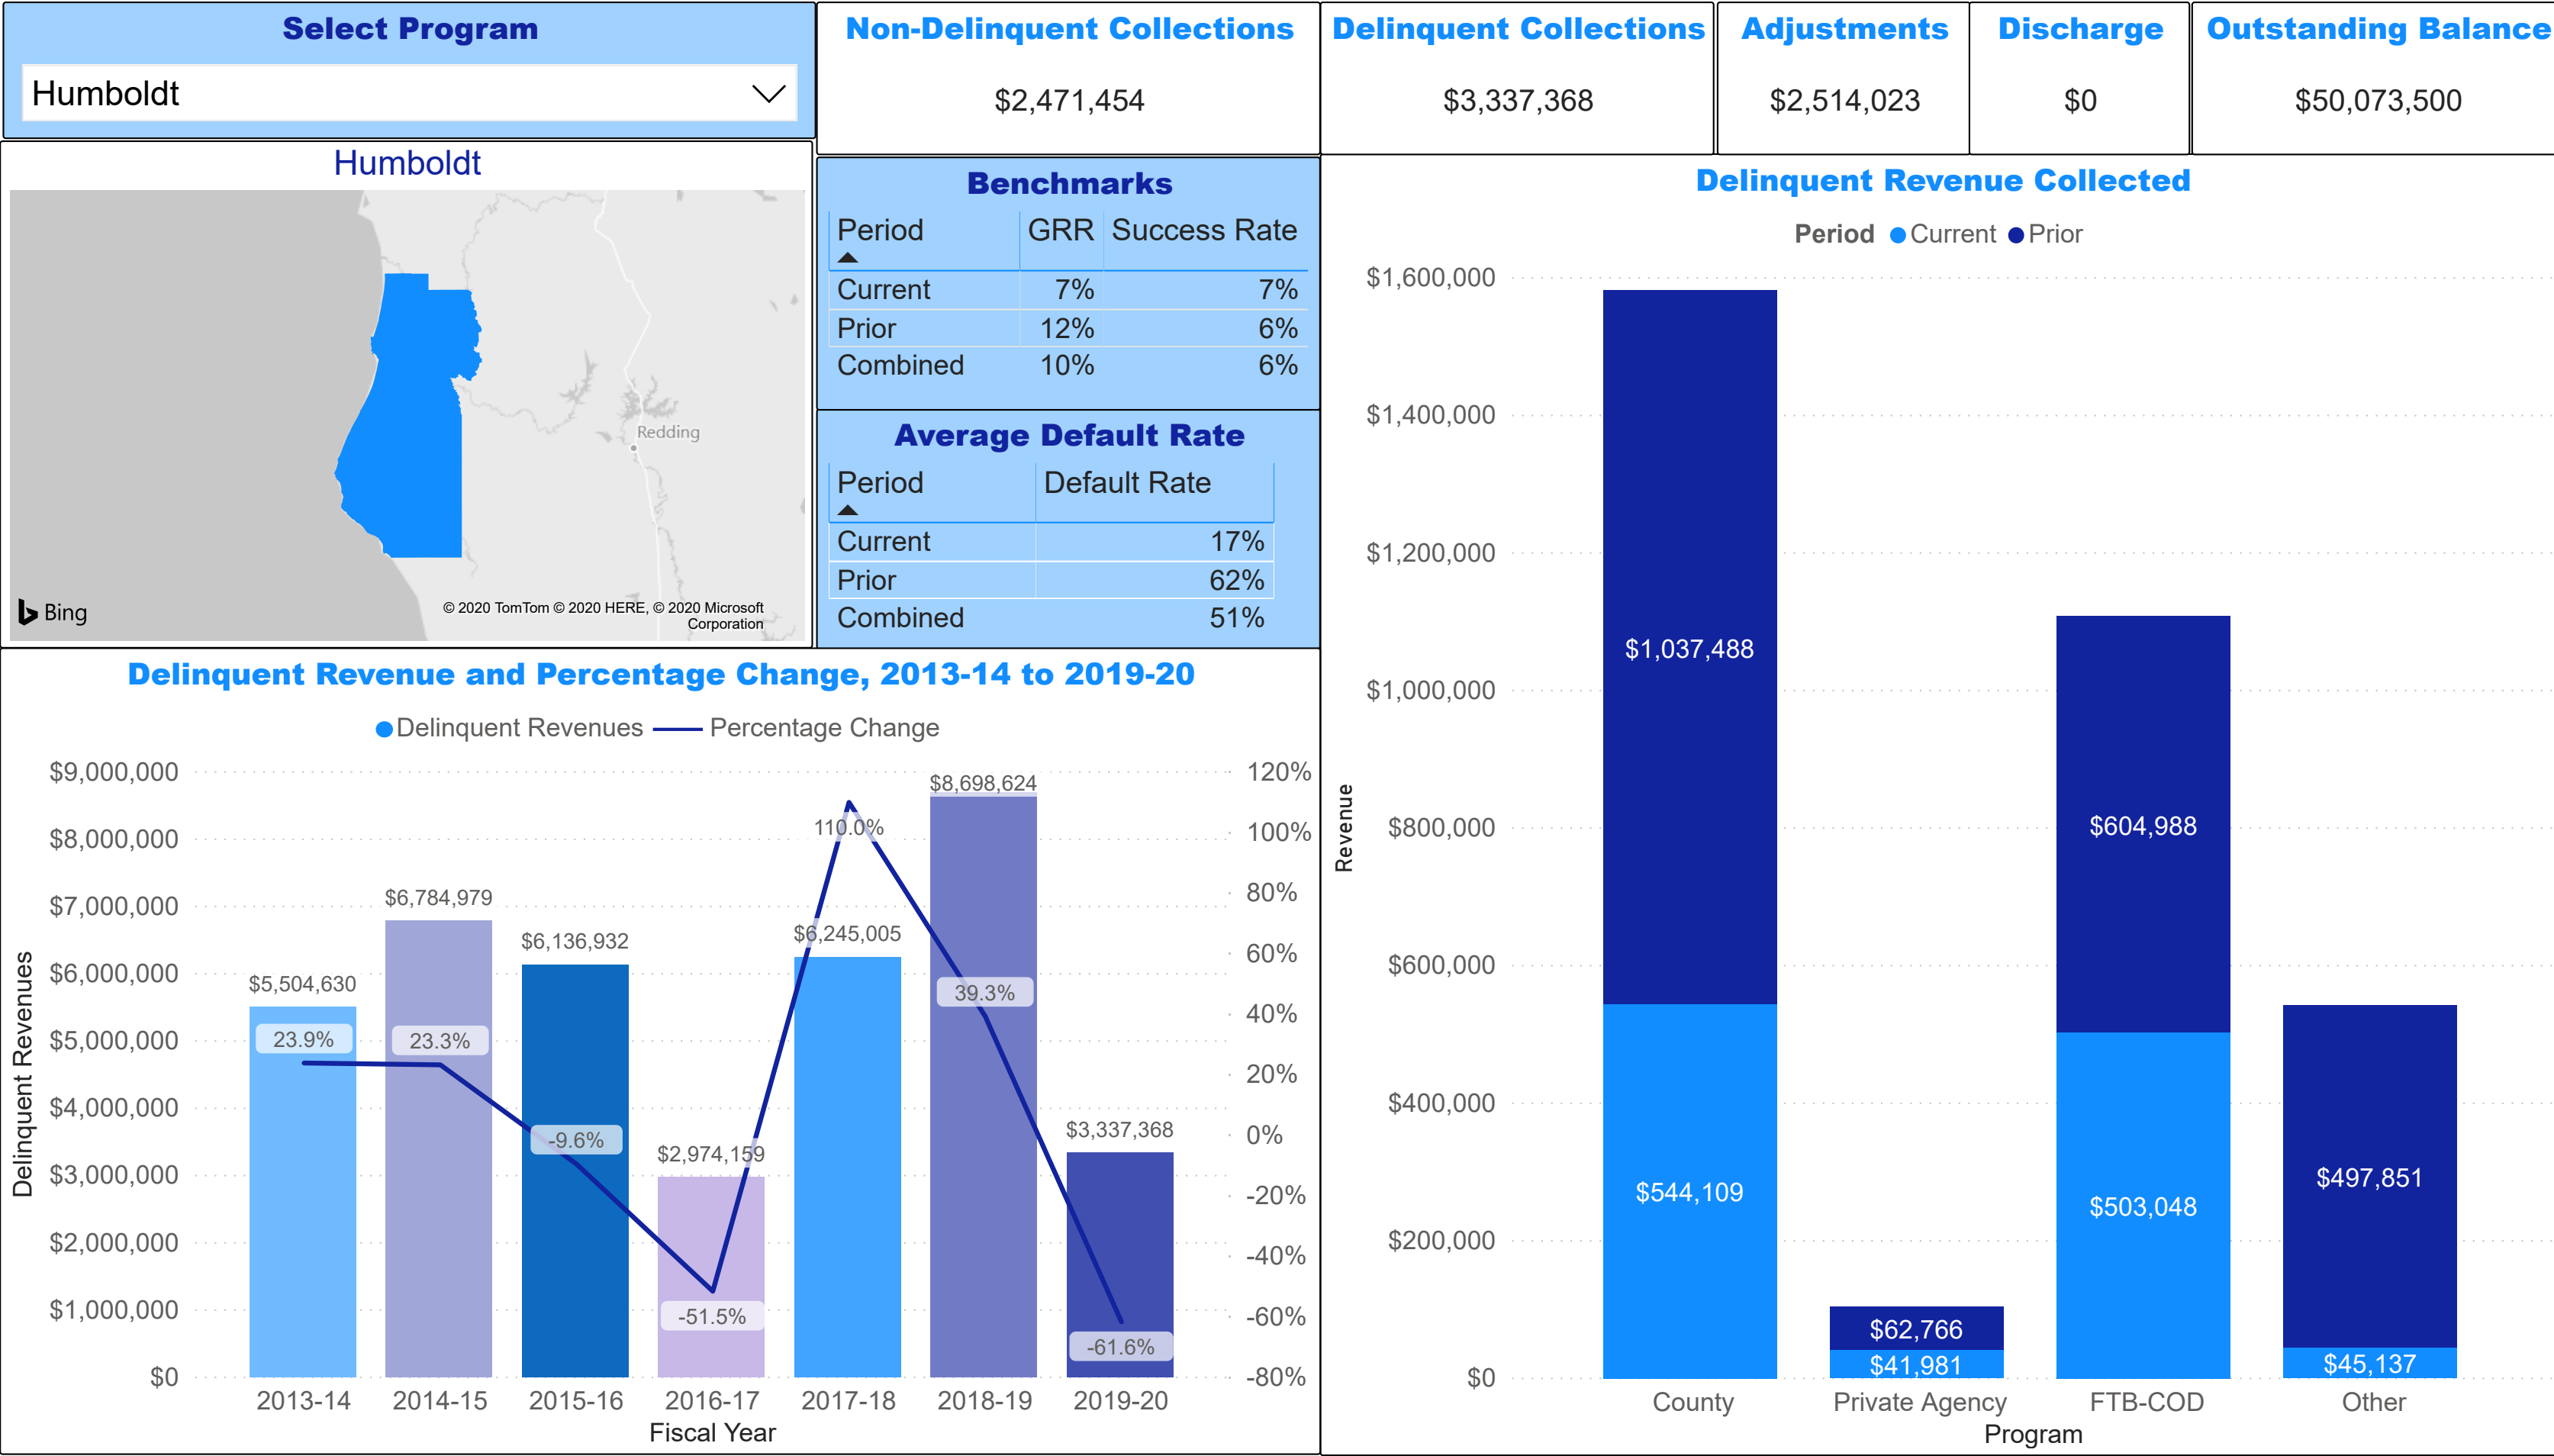 Select Program
Humboldt
Non-Delinquent Collections
$2,471,454
Delinquent Collections
$3,337,368
Adjustments
$2,514,023
Discharge
$0
Outstanding Balance
$50,073,500
Humboldt
Redding
Bing
© 2020 TomTom © 2020 HERE, © 2020 Microsoft
Corporation
Benchmarks
Period GRR Success Rate
Current 7% 7%
Prior 12% 6%
Combined 10% 6%
Average Default Rate
Period Default Rate
Current 17%
Prior 62%
Combined 51%
Delinquent Revenue and Percentage Change, 2013-14 to 2019-20
Delinquent Revenues Percentage Change
Delinquent Revenues
$9,000,000
$8,000,000
$7,000,000
$6,000,000
$5,000,000
$4,000,000
$3,000,000
$2,000,000
$1,000,000
$0
$5,504,630
$6,784,979
$6,136,932
$2,974,159
$6,245,005
$8,698,624
$3,337,368
23.9%
23.3%
-9.6%
-51.5%
110.0%
39.3%
-61.6%
120%
100%
80%
60%
40%
20%
0%
-20%
-40%
-60%
-80%
2013-14 2014-15 2015-16 2016-17 2017-18 2018-19 2019-20
Fiscal Year
Delinquent Revenue Collected
Period Current Prior
Revenue
$1,600,000
$1,400,000
$1,200,000
$1,000,000
$800,000
$600,000
$400,000
$200,000
$0
$1,037,488
$544,109
$62,766
$41,981
$604,988
$503,048
$497,851
$45,137
County Private Agency FTB-COD Other
Program